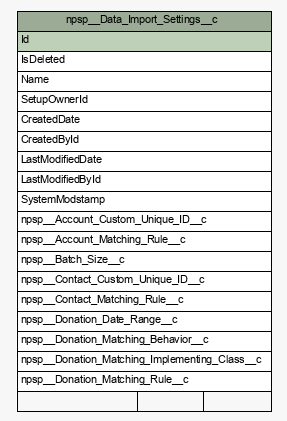 npsp__Data_Import_Settings__c
Id
IsDeleted
Name
SetupOwnerId
CreatedDate
CreatedById
LastModifiedDate
LastModifiedById
SystemModstamp
npsp__Account_Custom_Unique_ID__c
npsp__Account_Matching_Rule__c
npsp__Batch_Size__c
npsp__Contact_Custom_Unique_ID__c
npsp__Contact_Matching_Rule__c
npsp__Donation_Date_Range__c
npsp__Donation_Matching_Behavior__c
npsp__Donation_Matching_Implementing_Class__c
npsp__Donation_Matching_Rule__c